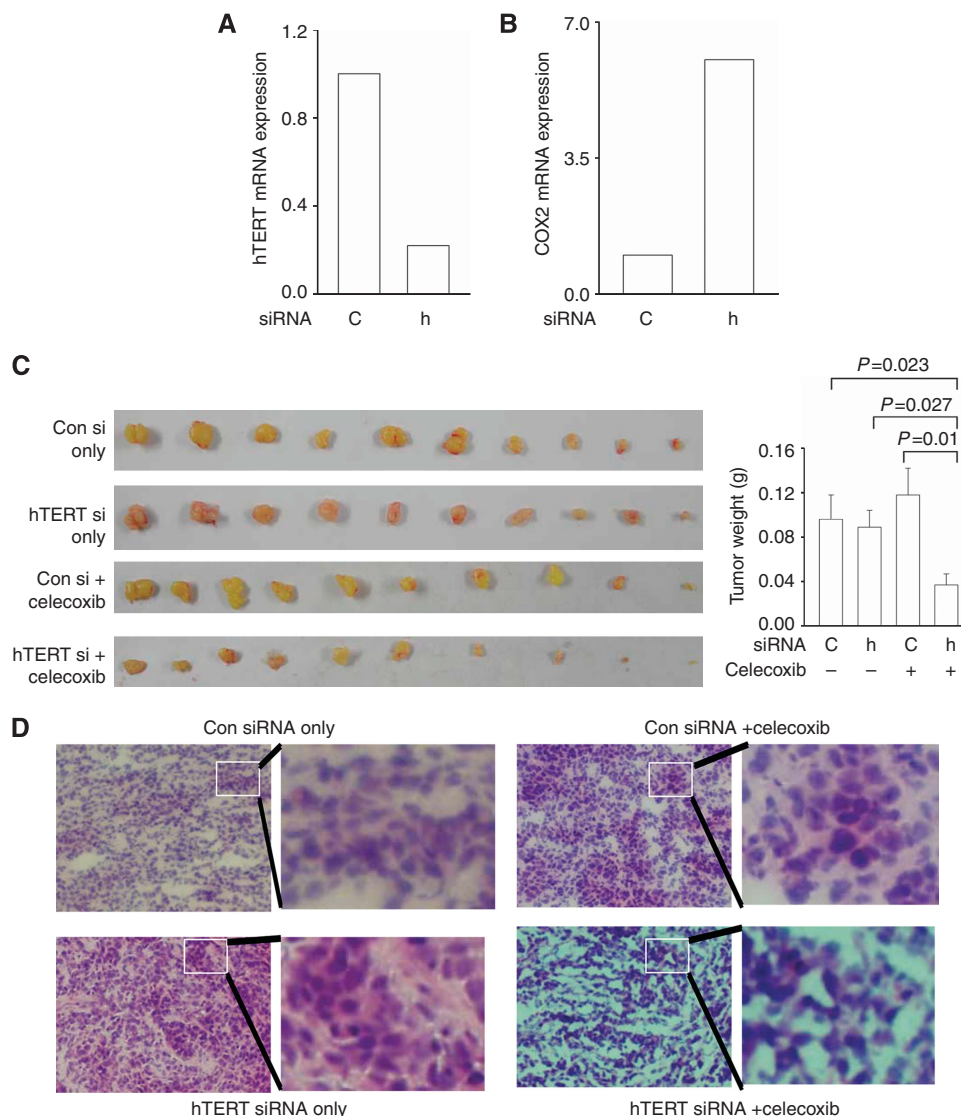 A
1.2
0.8
0.4
0.0
hTERT mRNA expression
siRNA C h
B
7.0
3.5
0.0
COX2 mRNA expression
siRNA C h
C
Con si
only
hTERT si
only
Con si +
celecoxib
hTERT si +
celecoxib
P=0.023
P=0.027
P=0.01
0.16
0.12
0.08
0.04
0.00
Tumor weight (g)
siRNA C h C h
Celecoxib – – + +
D
Con siRNA only
Con siRNA +celecoxib
hTERT siRNA only
hTERT siRNA +celecoxib